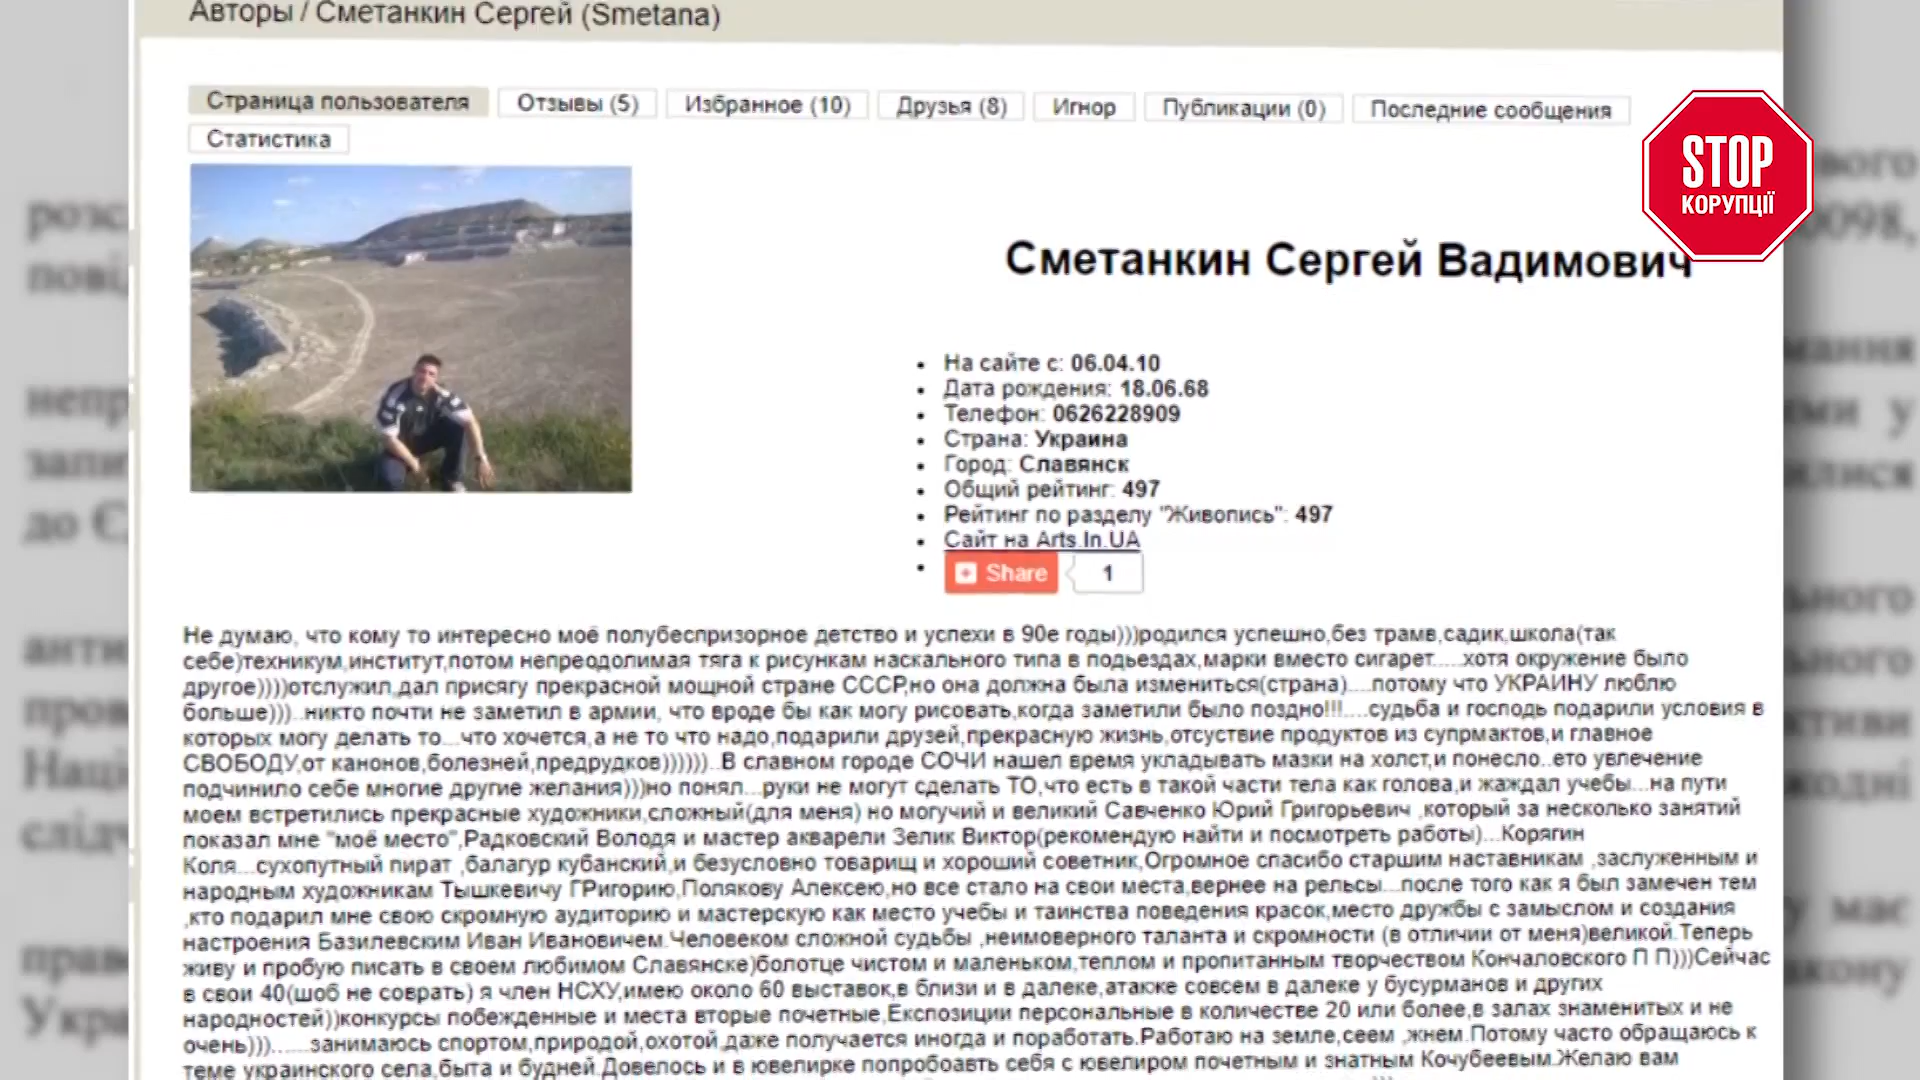 Авторы / Сметанкин Сергей (Smetana)
Страница пользователя
Отзывы (5)
Избранное (10)
Друзья (8)
Игнор
Публикации (0)
Последние сообщения
Статистика
STOP
КОРУПЦІЇ
Сметанкин Сергей Вадимович
На сайте с: 06.04.10
Дата рождения: 18.06.68
Телефон: 0626228909
Страна: Украина
Город: Славянск
Общий рейтинг: 497
Рейтинг по разделу "Живопись": 497
Сайт на Arts.In.UA
Share 1
Не думаю, что кому то интересно моё полубеспризорное детство и успехи в 90е годы)))родился успешно,без трамв,садик,школа(так
себе)техникум,институт,потом непреодолимая тяга к рисункам наскального типа в подьездах,марки вместо сигарет.....хотя окружение было
другое))))отслужил,дал присягу прекрасной мощной стране СССР,но она должна была измениться(страна)....потому что УКРАИНУ люблю
больше)))..никто почти не заметил в армии, что вроде бы как могу рисовать,когда заметили было поздно!!!....судьба и господь подарили условия в
которых могу делать то...что хочется,а не то что надо,подарили друзей,прекрасную жизнь,отсуствие продуктов из супрмактов,и главное
СВОБОДУ,от канонов,болезней,предрудков))))))..В славном городе СОЧИ нашел время укладывать мазки на холст,и понесло..ето увлечение
подчинило себе многие другие желания)))но понял...руки не могут сделать ТО,что есть в такой части тела как голова,и жаждал учебы...на пути
моем встретились прекрасные художники,сложный(для меня) но могучий и великий Савченко Юрий Григорьевич ,который за несколько занятий
показал мне "моё место",Радковский Володя и мастер акварели Зелик Виктор(рекомендую найти и посмотреть работы)...Корягин
Коля...сухопутный пират ,балагур кубанский,и безусловно товарищ и хороший советник,Огромное спасибо старшим наставникам ,заслуженным и
народным художникам Тышкевичу ГРигорию,Полякову Алексею,но все стало на свои места,вернее на рельсы...после того как я был замечен тем
,кто подарил мне свою скромную аудиторию и мастерскую как место учебы и таинства поведения красок,место дружбы с замыслом и создания
настроения Базилевским Иван Ивановичем.Человеком сложной судьбы ,неимоверного таланта и скромности (в отличии от меня)великой.Теперь
живу и пробую писать в своем любимом Славянске)болотце чистом и маленьком,теплом и пропитанным творчеством Кончаловского П П)))Сейчас
в свои 40(шоб не соврать) я член НСХУ,имею около 60 выставок,в близи и в далеке,атакже совсем в далеке у бусурманов и других
народностей))конкурсы побежденные и места вторые почетные,Експозиции персональные в количестве 20 или более,в залах знаменитых и не
очень)))......занимаюсь спортом,природой,охотой,даже получается иногда и поработать.Работаю на земле,сеем ,жнем.Потому часто обращаюсь к
теме украинского села,быта и будней.Довелось и в ювелирке попробоавть себя с ювелиром почетным и знатным Кочубеевым.Желаю вам